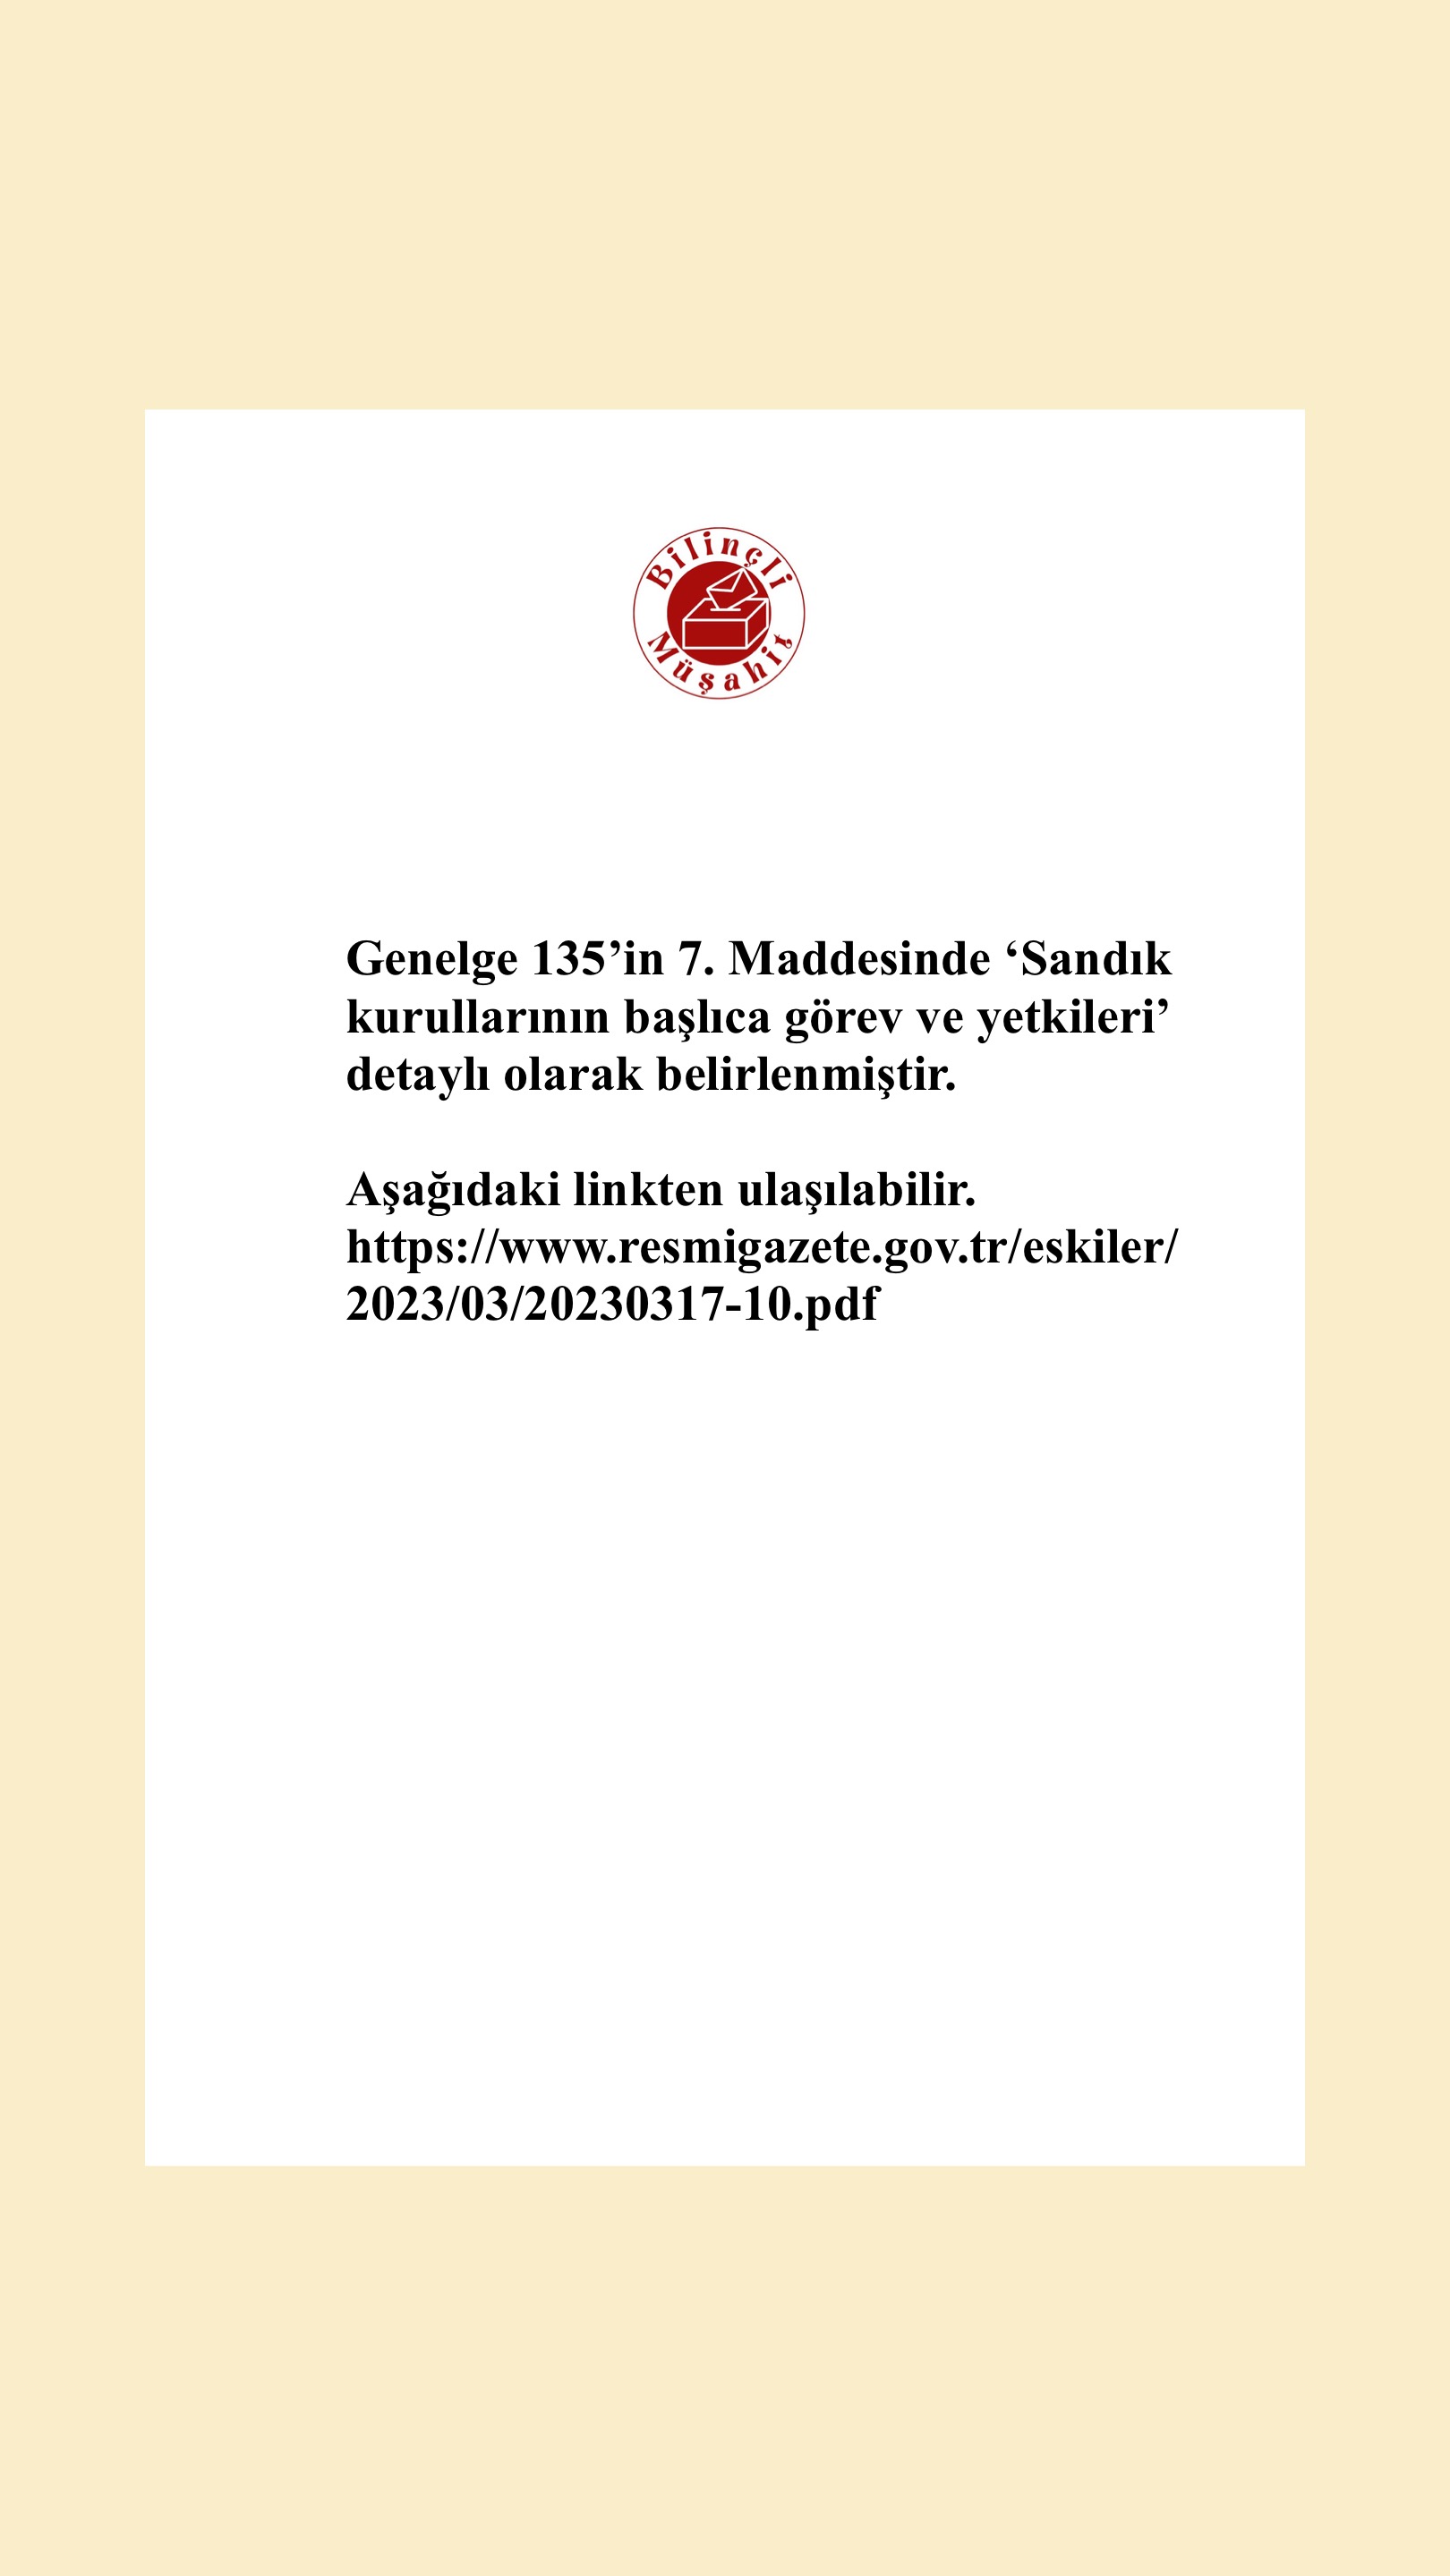 Bilinçli
Müşahit
Genelge 135’in 7. Maddesinde ‘Sandık
kurullarının başlıca görev ve yetkileri’
detaylı olarak belirlenmiştir.
Aşağıdaki linkten ulaşılabilir.
https://www.resmigazete.gov.tr/eskiler/
2023/03/20230317-10.pdf